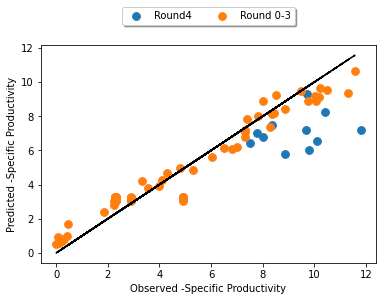 Round4
Round 0-3
12
10
8
6
4
2
0
Predicted -Specific Productivity
0 2 4 6 8 10 12
Observed -Specific Productivity